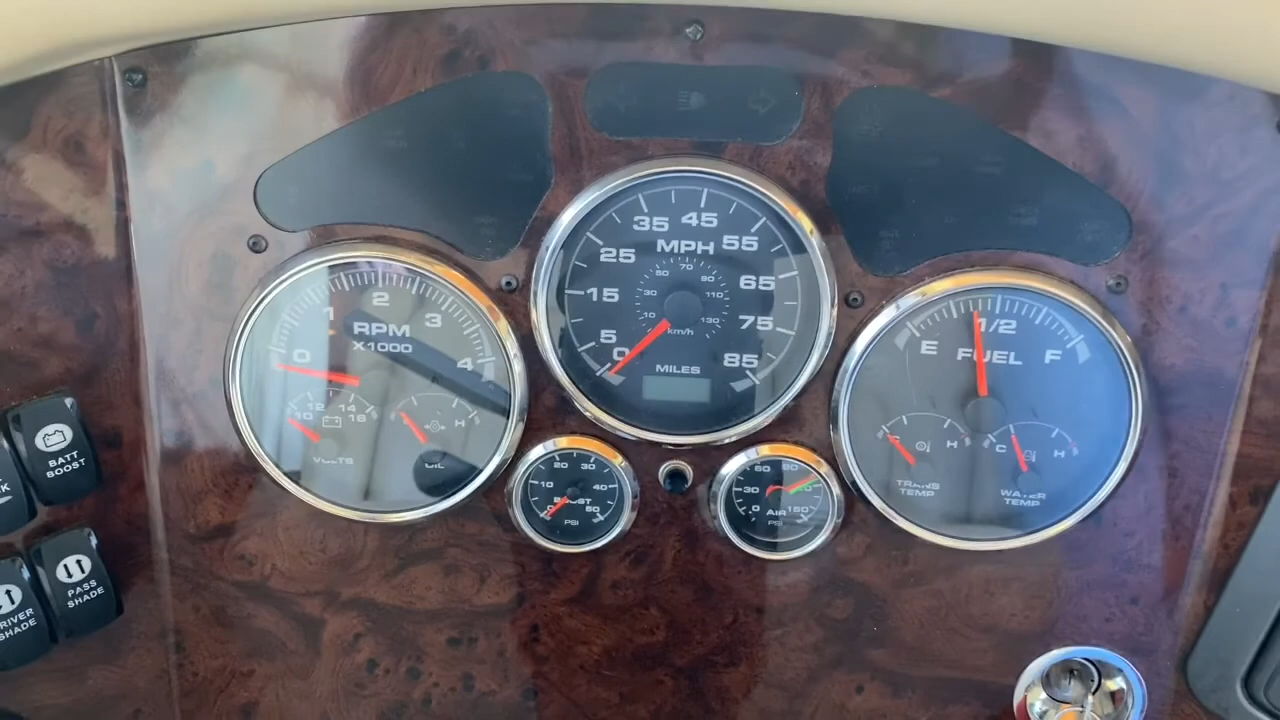 35 45
25 MPH 55
15 65
5 75
0 85
50 70 90
30 110
10 130
km/h
MILES
1 2 3
0 RPM 4
X1000
10 12 14 16
VOLTS
H
OIL
E 1/2 F
FUEL
H
C H
TRANS
TEMP
WATER
TEMP
20 30
10 40
0 BOOST 50
PSI
60 90
30
0 AIR 150
PSI
BATT
BOOST
PASS
SHADE
DRIVER
SHADE